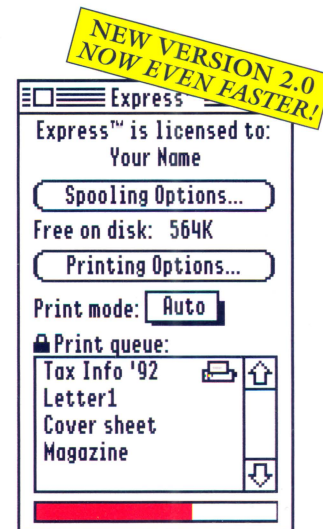 NEW VERSION 2.0
NOW EVEN FASTER!
Express
Express™ is licensed to:
Your Name
Spooling Options...
Free on disk: 564K
Printing Options...
Print mode: Auto
Print queue:
Tax Info '92
Letter1
Cover sheet
Magazine